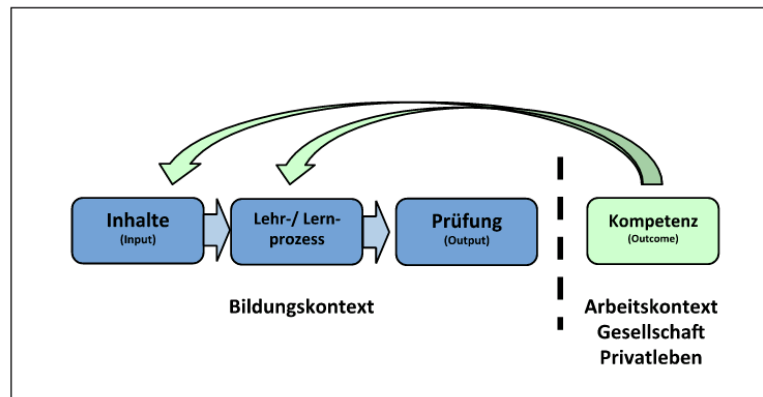 Inhalte
(Input)
Lehr-/ Lern-
prozess
Prüfung
(Output)
Kompetenz
(Outcome)
Bildungskontext
Arbeitskontext
Gesellschaft
Privatleben